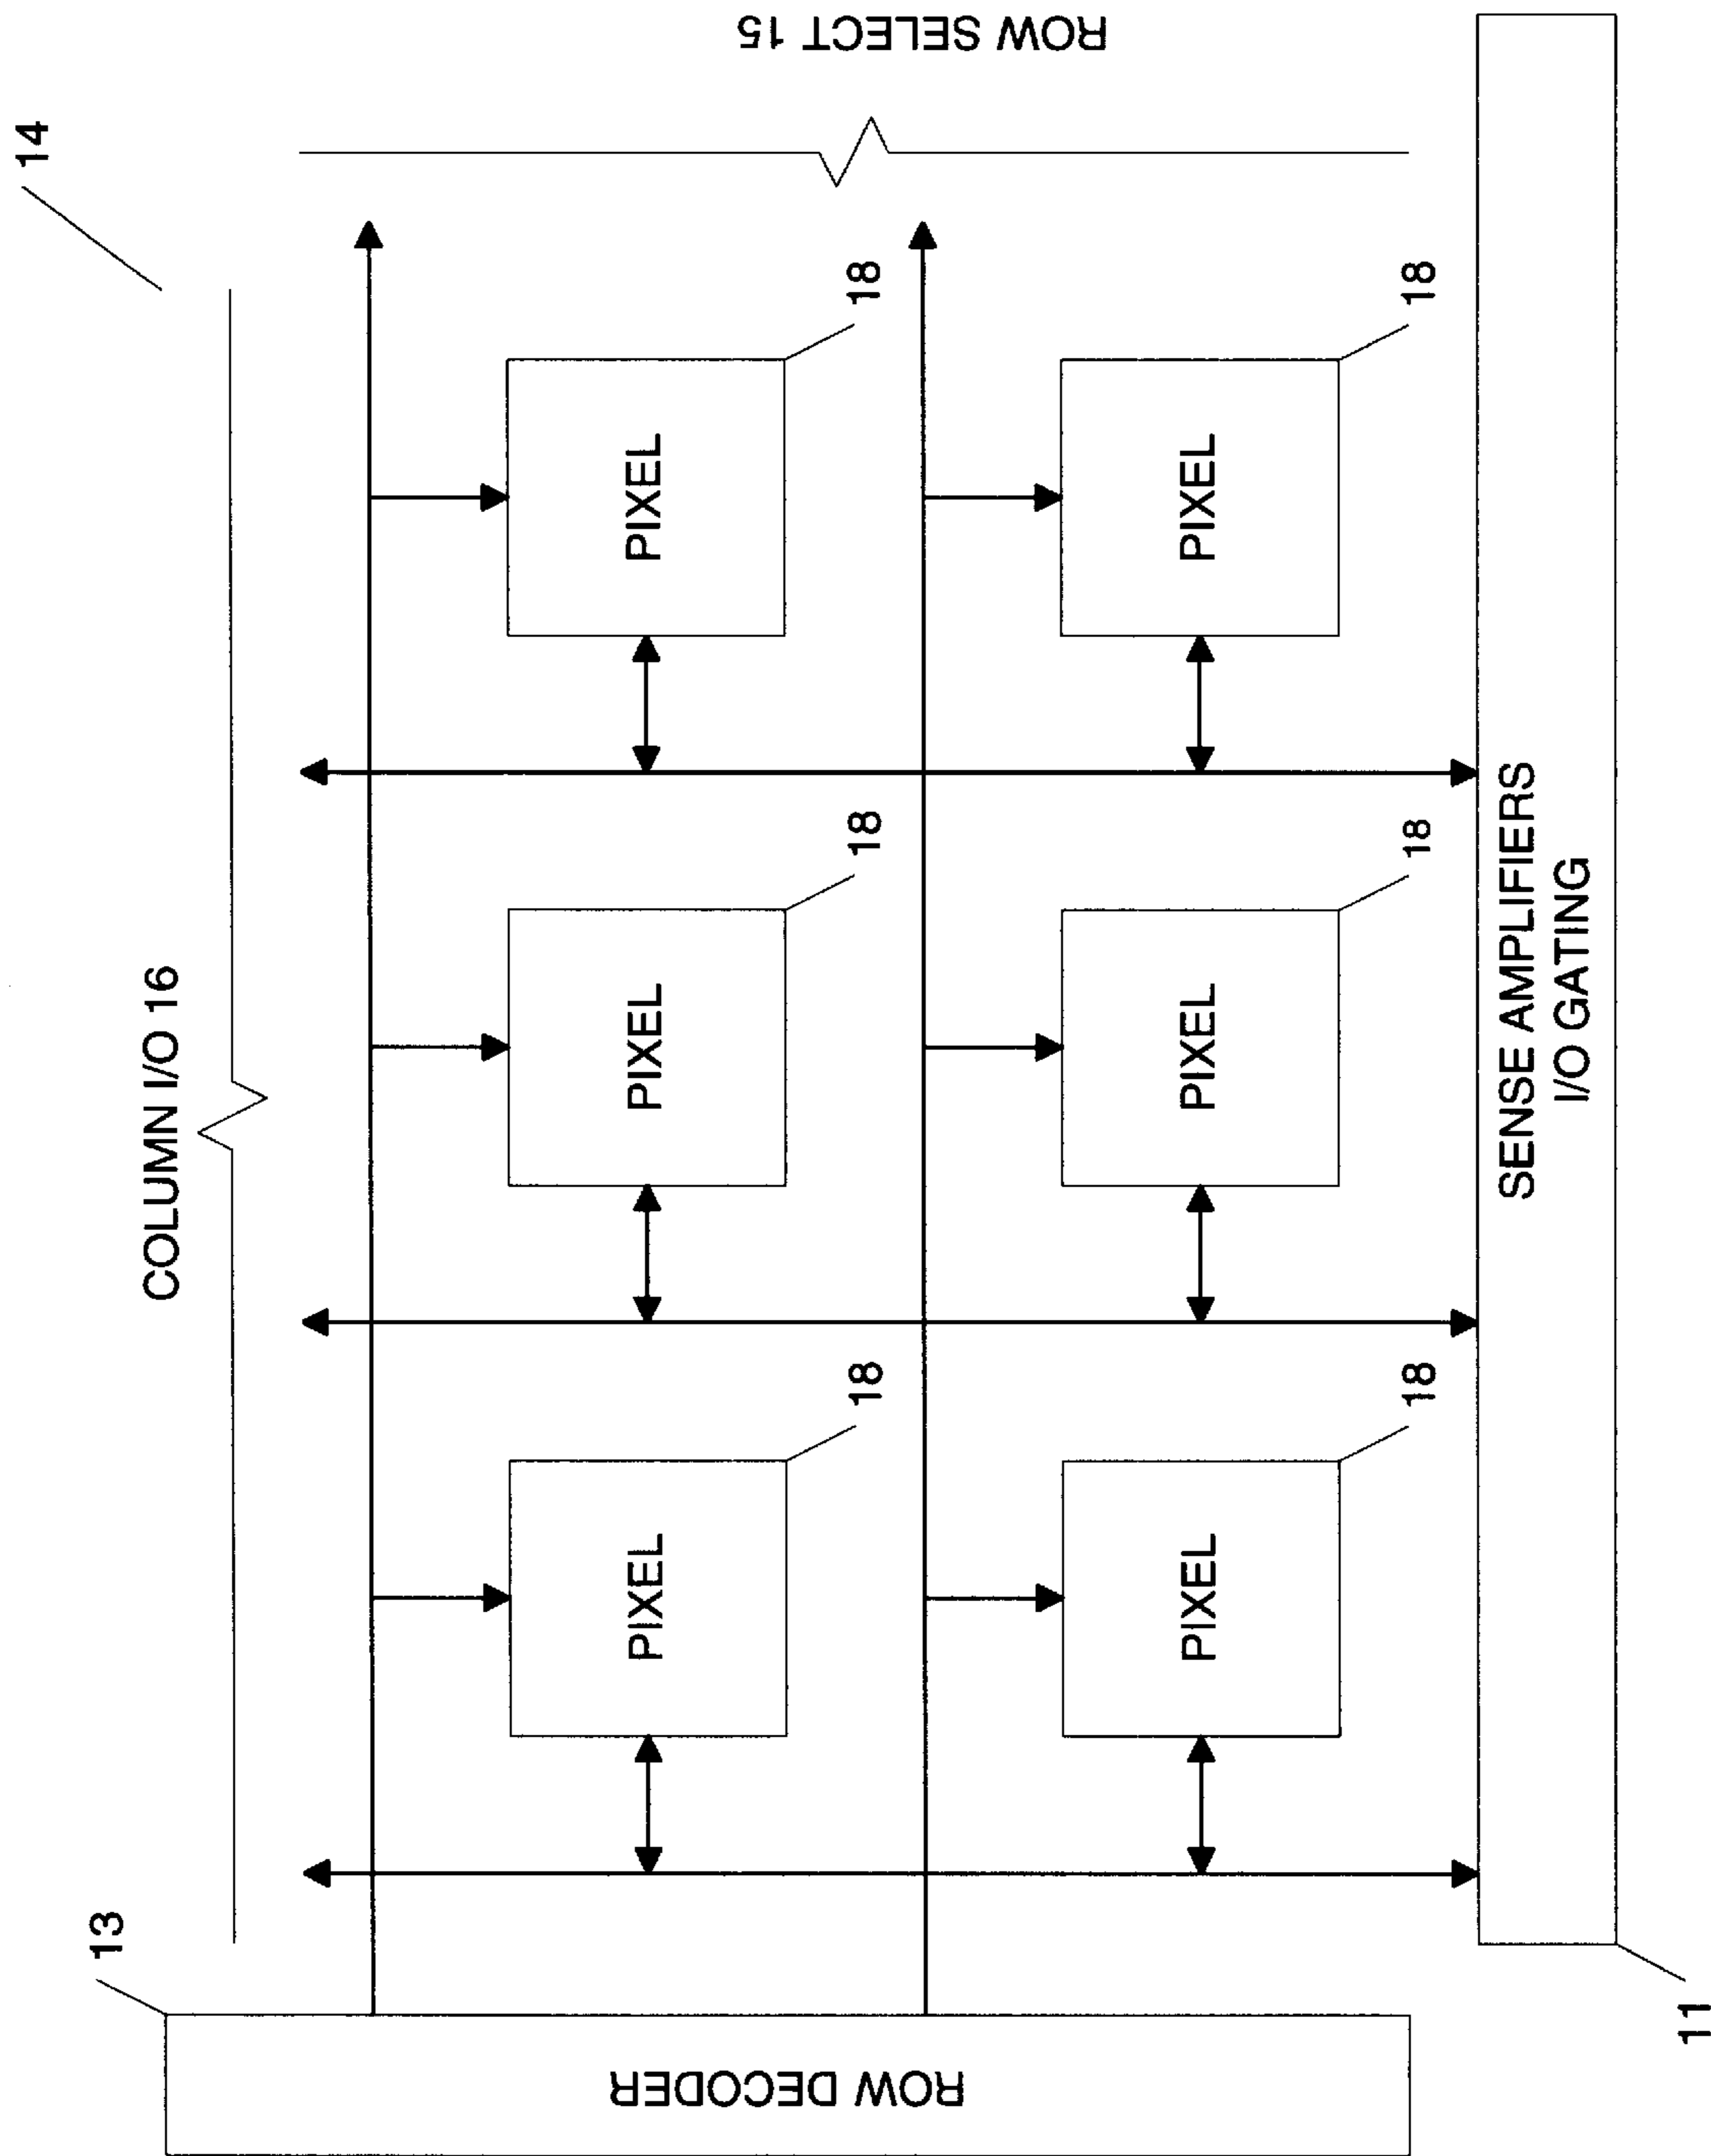 14
COLUMN I/O 16
13
ROW DECODER
ROW SELECT 15
PIXEL
18
PIXEL
18
PIXEL
18
PIXEL
18
PIXEL
18
PIXEL
18
SENSE AMPLIFIERS
I/O GATING
11